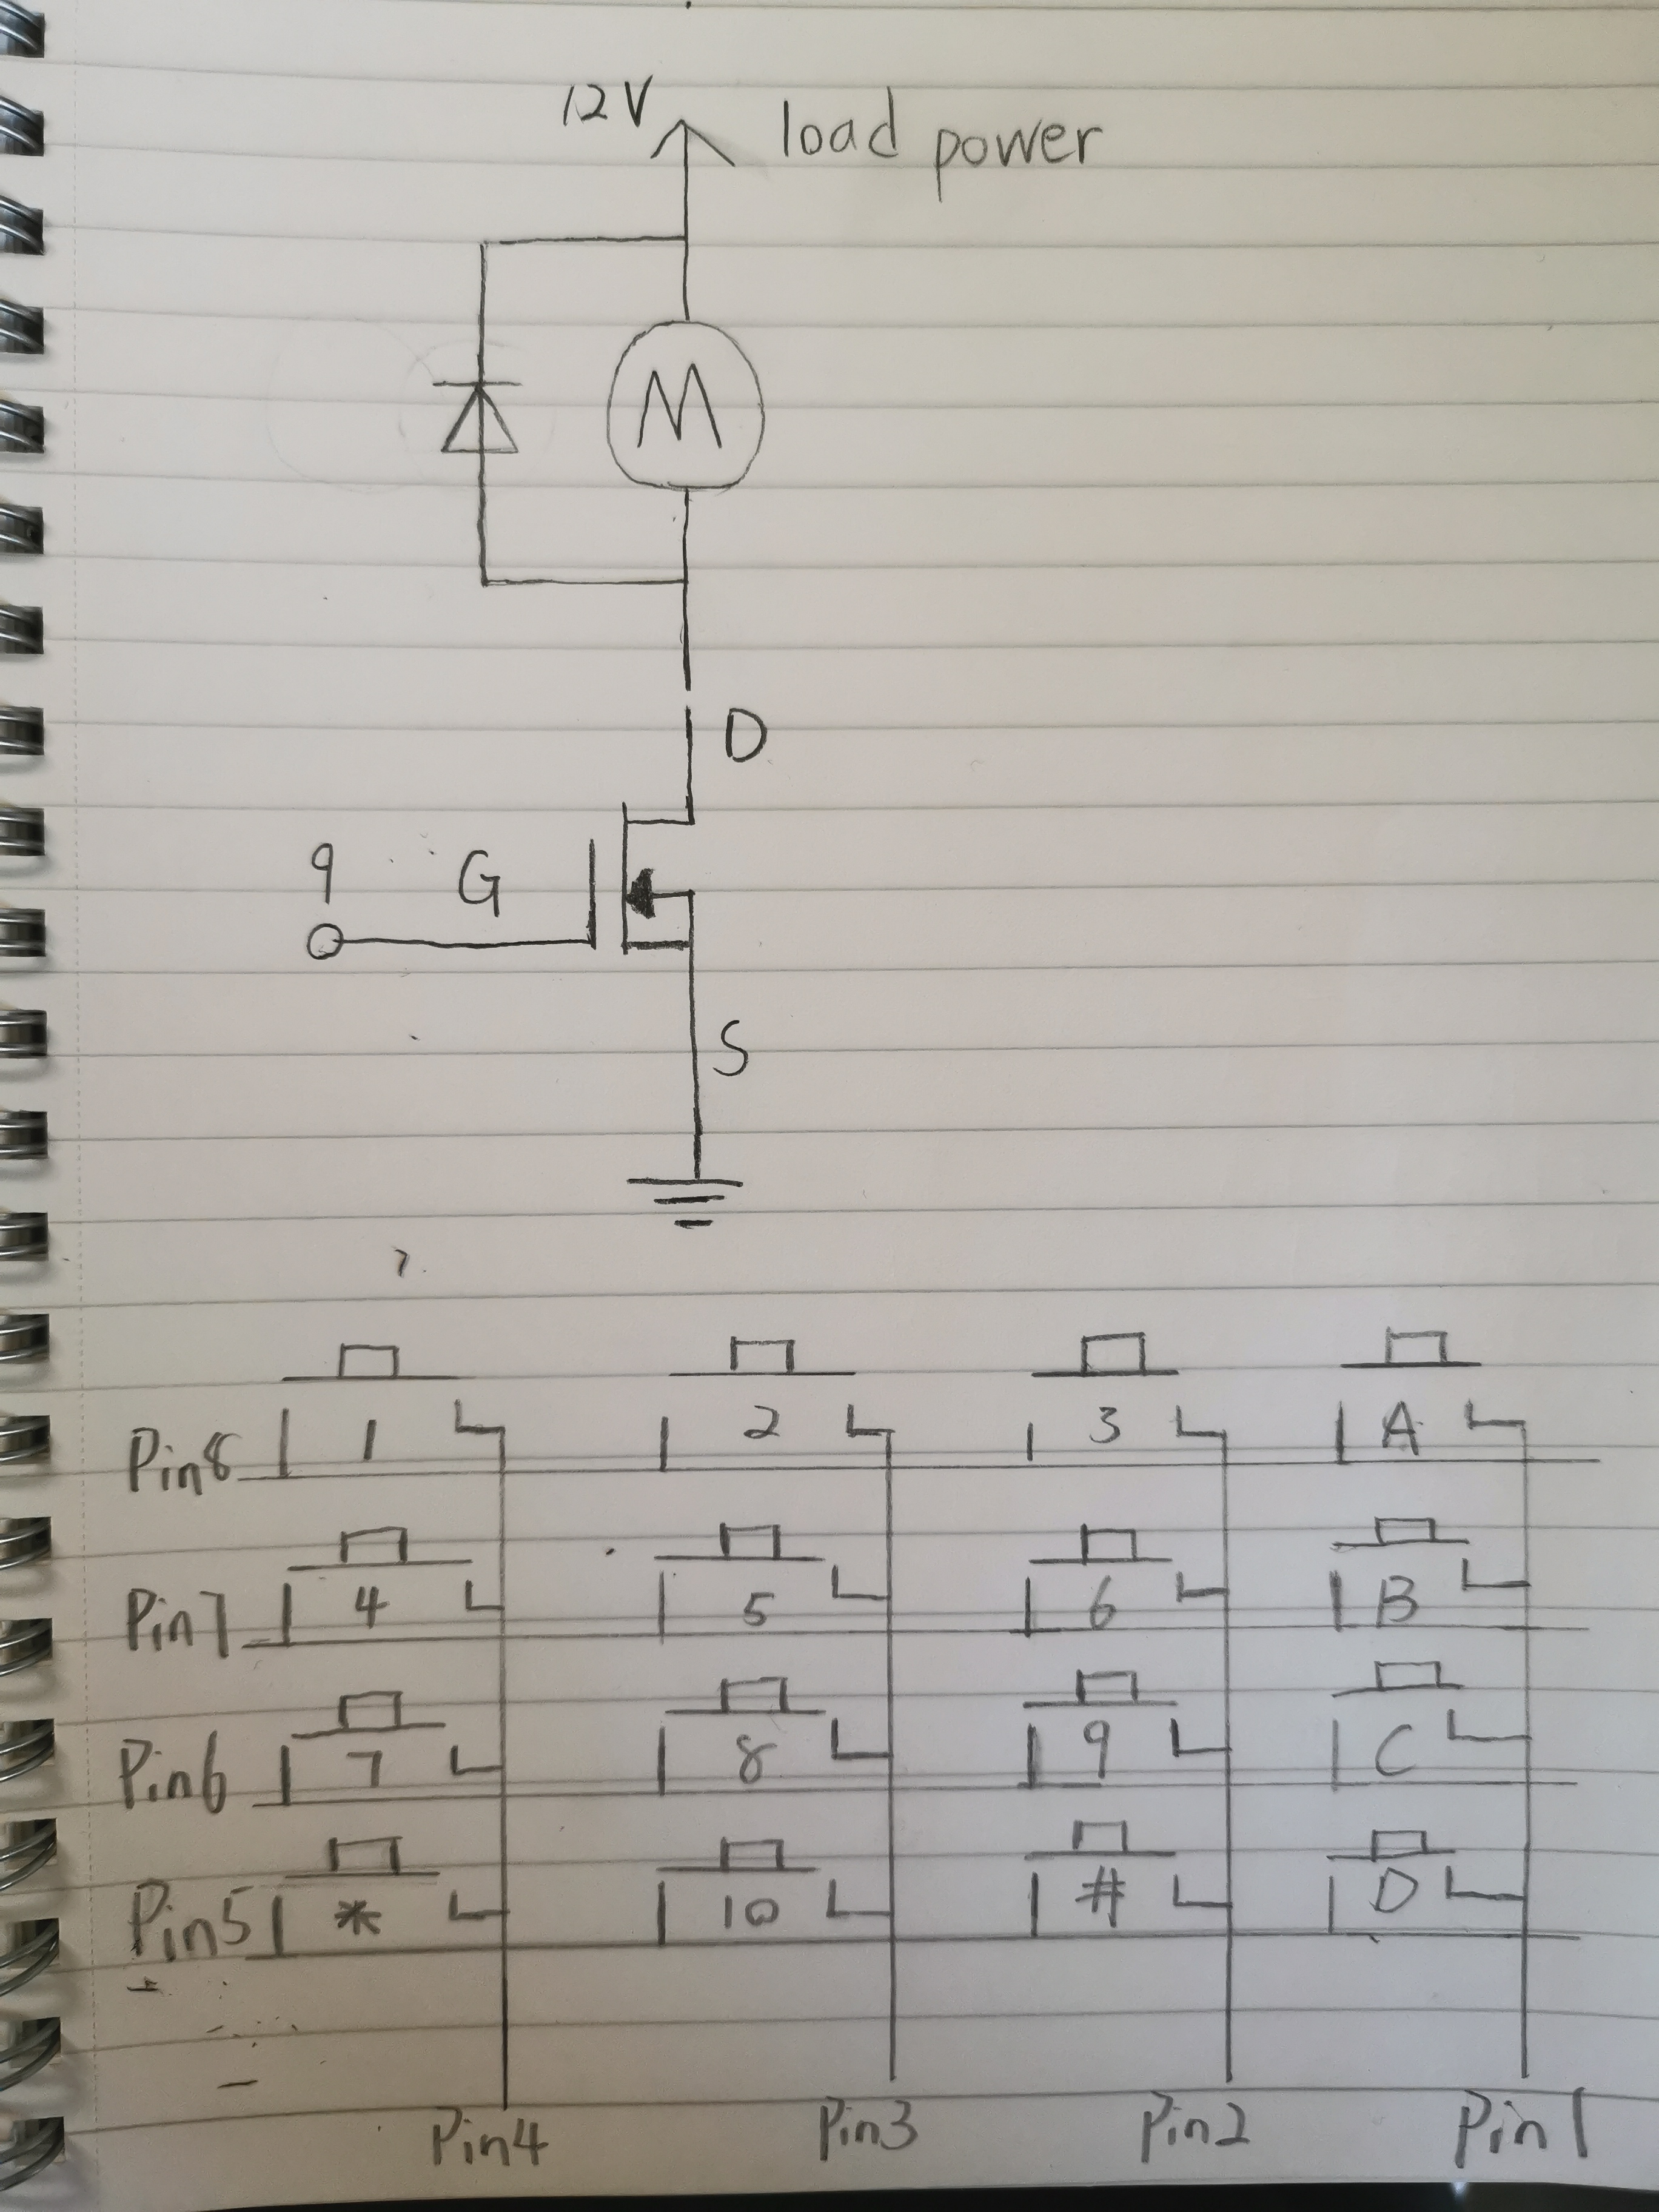 12V load power
M
D
9 G
S
1 2 3 A
Pin8
4 5 6 B
Pin7
7 8 9 C
Pin6
* 10 # D
Pin5
+
-
Pin4 Pin3 Pin2 Pin1